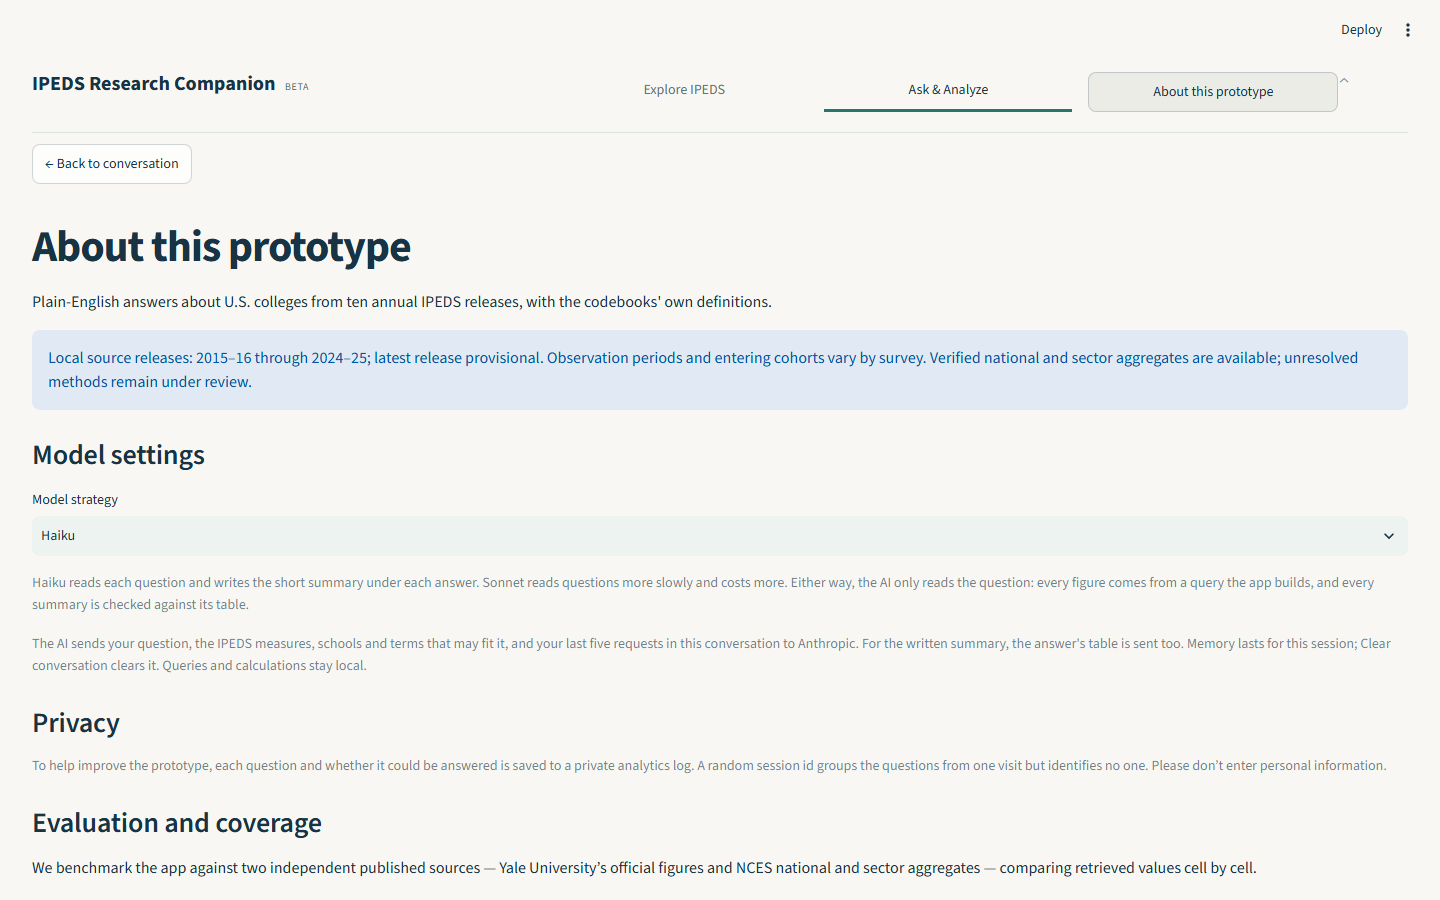 Deploy
IPEDS Research Companion BETA
Explore IPEDS
Ask & Analyze
About this prototype
← Back to conversation
About this prototype
Plain-English answers about U.S. colleges from ten annual IPEDS releases, with the codebooks' own definitions.
Local source releases: 2015–16 through 2024–25; latest release provisional. Observation periods and entering cohorts vary by survey. Verified national and sector aggregates are available; unresolved
methods remain under review.
Model settings
Model strategy
Haiku
Haiku reads each question and writes the short summary under each answer. Sonnet reads questions more slowly and costs more. Either way, the AI only reads the question: every figure comes from a query the app builds, and every
summary is checked against its table.
The AI sends your question, the IPEDS measures, schools and terms that may fit it, and your last five requests in this conversation to Anthropic. For the written summary, the answer's table is sent too. Memory lasts for this session; Clear
conversation clears it. Queries and calculations stay local.
Privacy
To help improve the prototype, each question and whether it could be answered is saved to a private analytics log. A random session id groups the questions from one visit but identifies no one. Please don’t enter personal information.
Evaluation and coverage
We benchmark the app against two independent published sources — Yale University’s official figures and NCES national and sector aggregates — comparing retrieved values cell by cell.